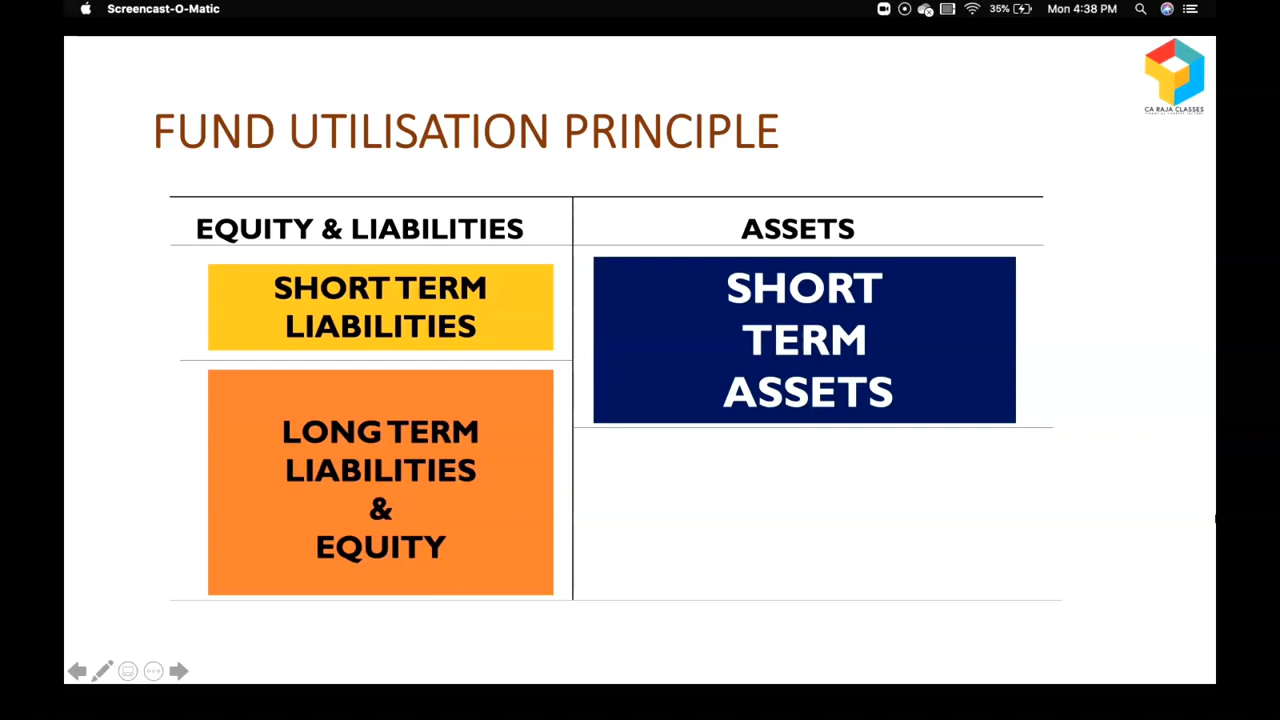 Screencast-O-Matic
35%
Mon 4:38 PM
CA RAJA CLASSES
FUND UTILISATION PRINCIPLE
EQUITY & LIABILITIES
ASSETS
SHORT TERM
LIABILITIES
SHORT
TERM
ASSETS
LONG TERM
LIABILITIES
&
EQUITY